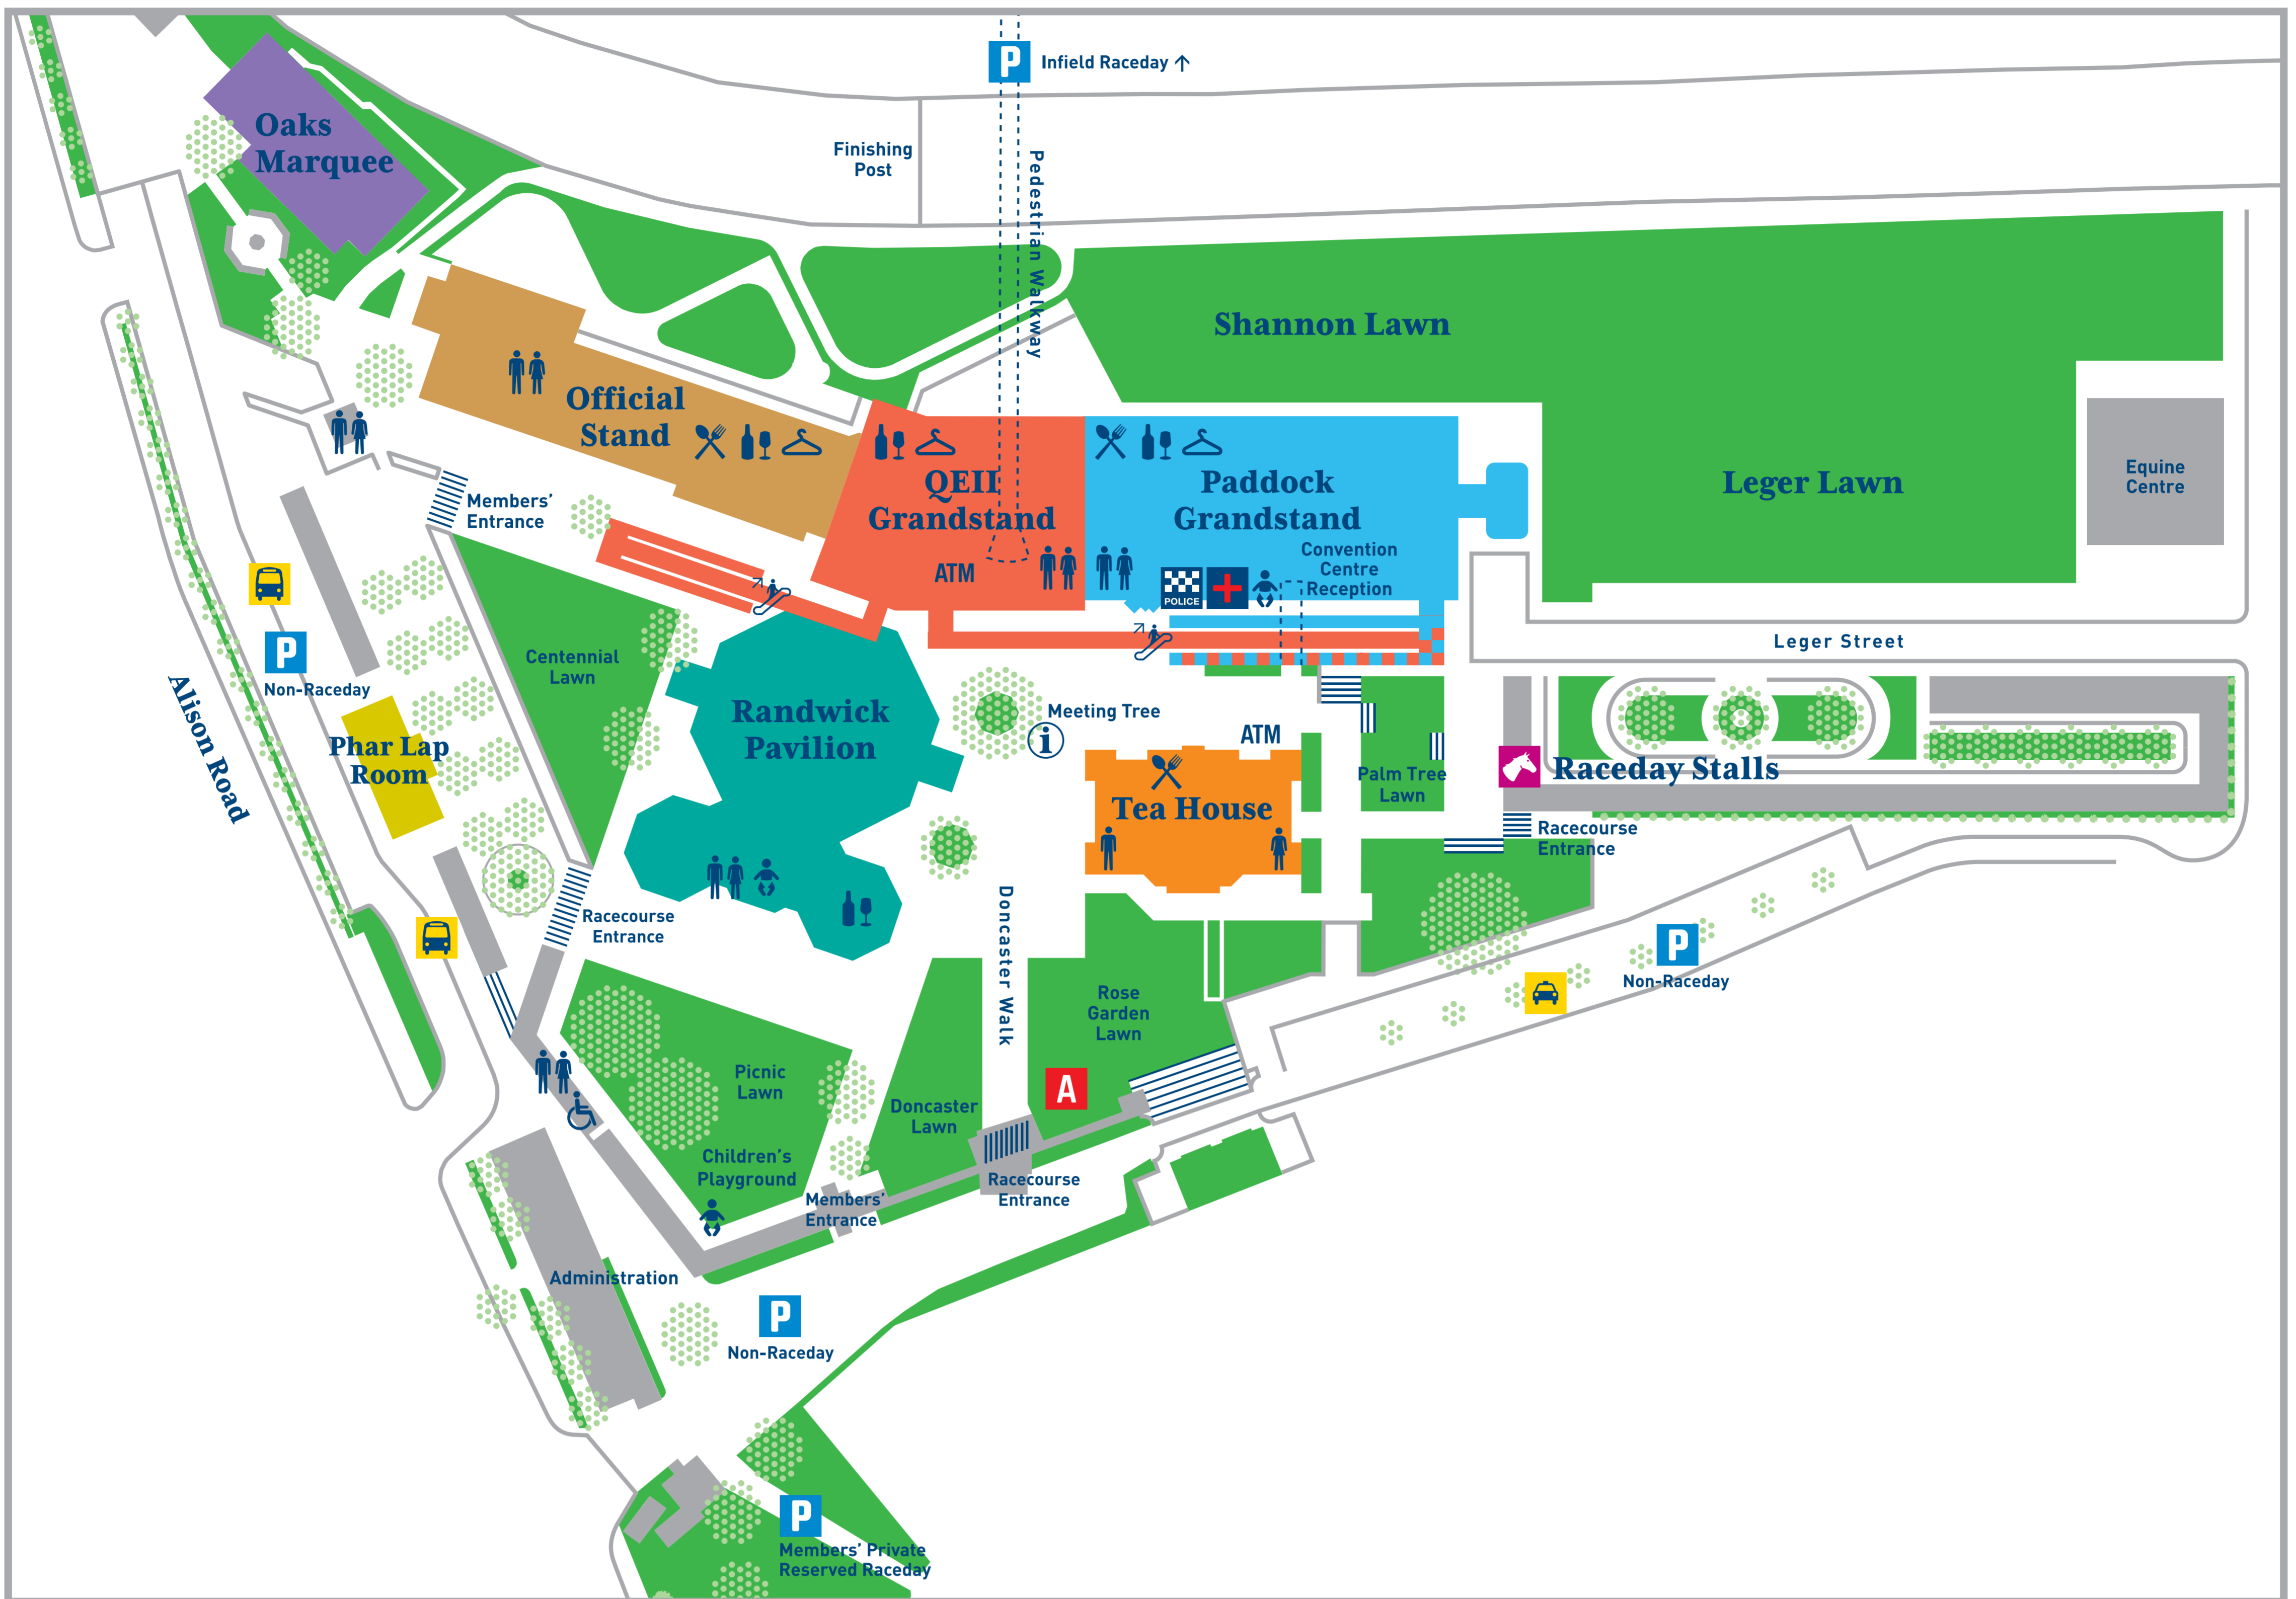 P
Infield Raceday ↑
Oaks
Marquee
Finishing
Post
Pedestrian Walkway
Shannon Lawn
Official
Stand
QEII
Grandstand
Paddock
Grandstand
Leger Lawn
Equine
Centre
Members'
Entrance
ATM
Convention
Centre
Reception
POLICE
Leger Street
P
Non-Raceday
Centennial
Lawn
Alison Road
Phar Lap
Room
Randwick
Pavilion
Meeting Tree
i
ATM
Tea House
Palm Tree
Lawn
Raceday Stalls
Racecourse
Entrance
Racecourse
Entrance
Doncaster Walk
P
Non-Raceday
Rose
Garden
Lawn
Picnic
Lawn
A
Doncaster
Lawn
Children's
Playground
Members'
Entrance
Racecourse
Entrance
Administration
P
Non-Raceday
P
Members' Private
Reserved Raceday